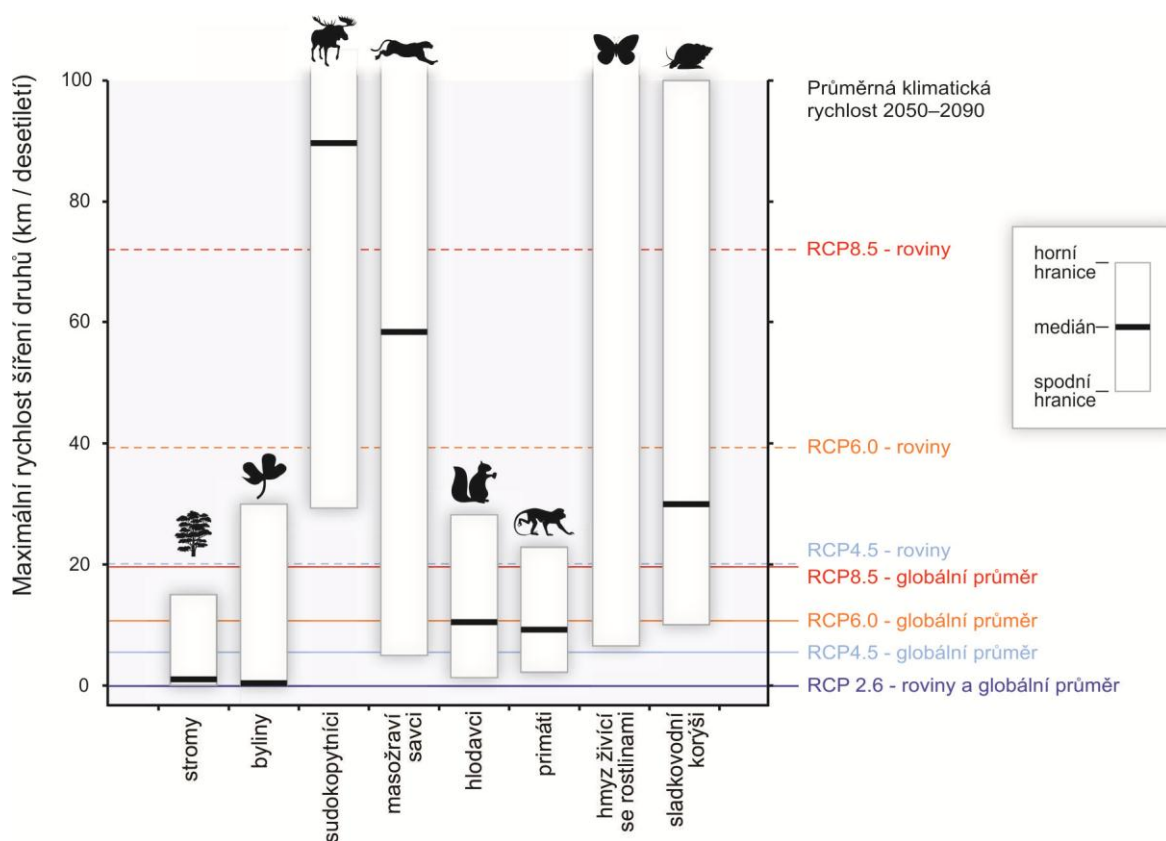 Maximální rychlost šíření druhů (km / desetiletí)
100
80
60
40
20
0
Průměrná klimatická
rychlost 2050–2090
RCP8.5 - roviny
RCP6.0 - roviny
RCP4.5 - roviny
RCP8.5 - globální průměr
RCP6.0 - globální průměr
RCP4.5 - globální průměr
RCP 2.6 - roviny a globální průměr
horní
hranice
medián
spodní
hranice
stromy
byliny
sudokopytníci
masožraví
savci
hlodavci
primáti
hmyz živící
se rostlinami
sladkovodní
korýši